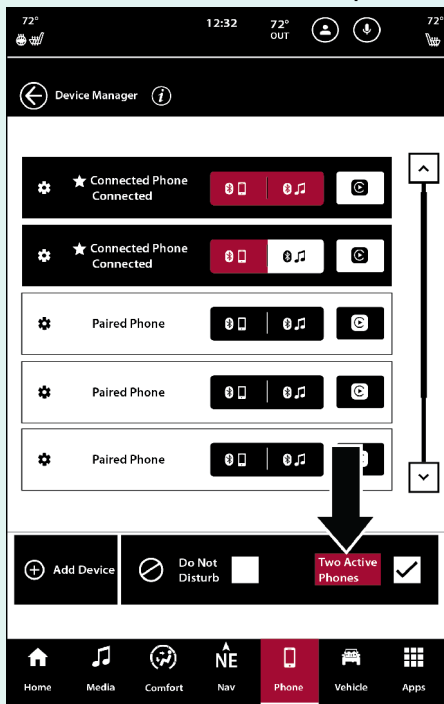 72°
12:32
72°
OUT
72°
Device Manager
Connected Phone
Connected
Connected Phone
Connected
Paired Phone
Paired Phone
Paired Phone
Add Device
Do Not
Disturb
Two Active
Phones
NE
Home
Media
Comfort
Nav
Phone
Vehicle
Apps